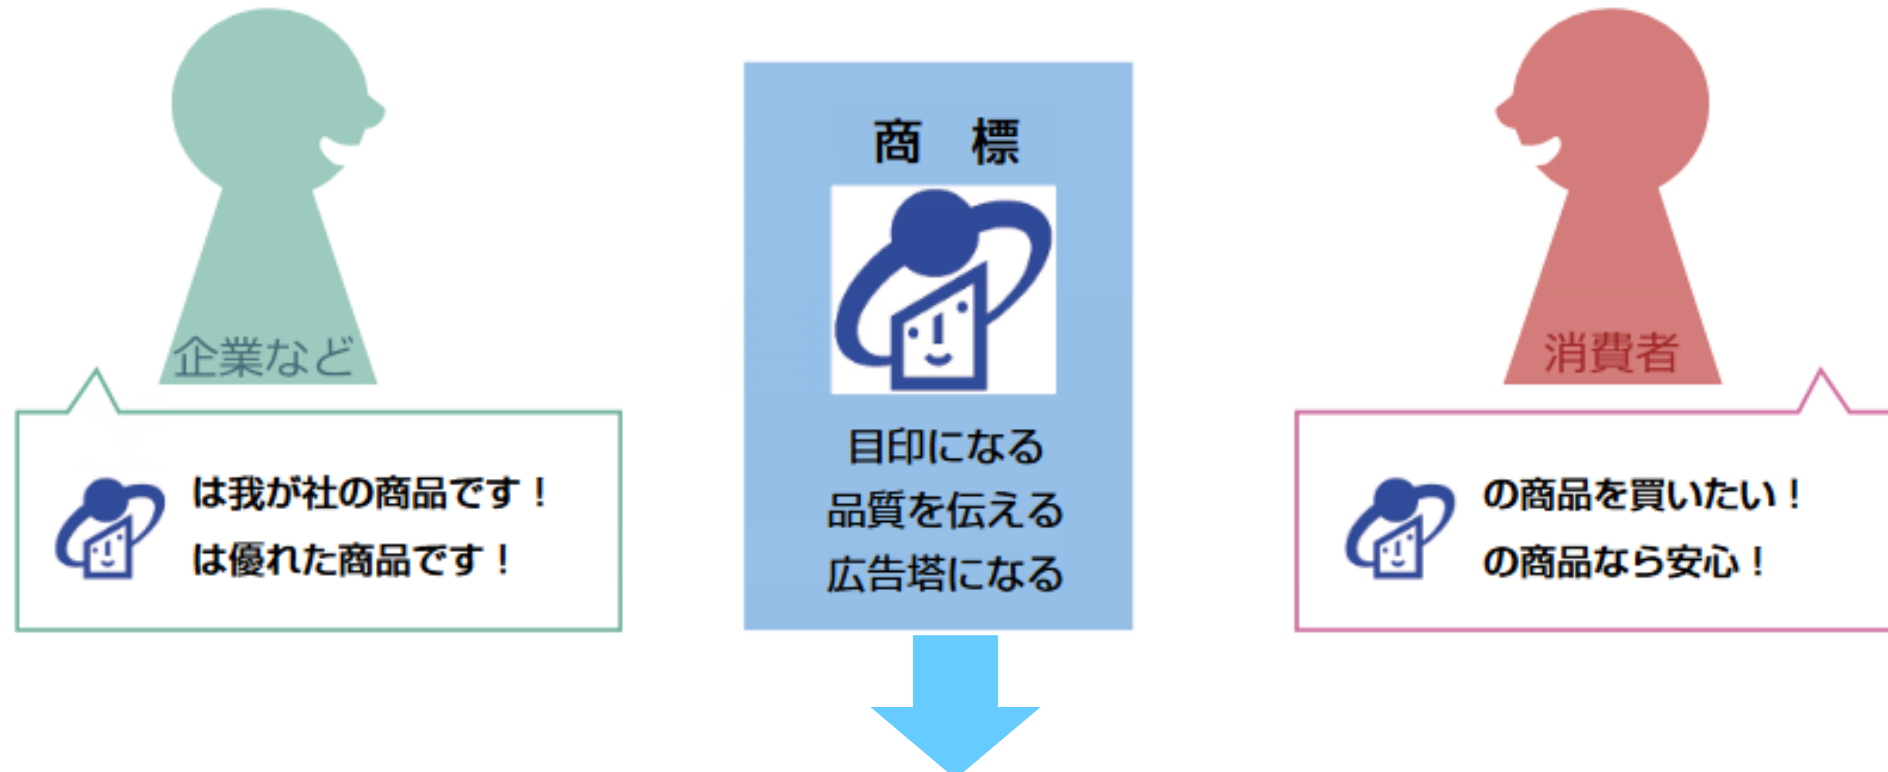 企業など
は我が社の商品です！
は優れた商品です！
商 標
目印になる
品質を伝える
広告塔になる
消費者
の商品を買いたい！
の商品なら安心！